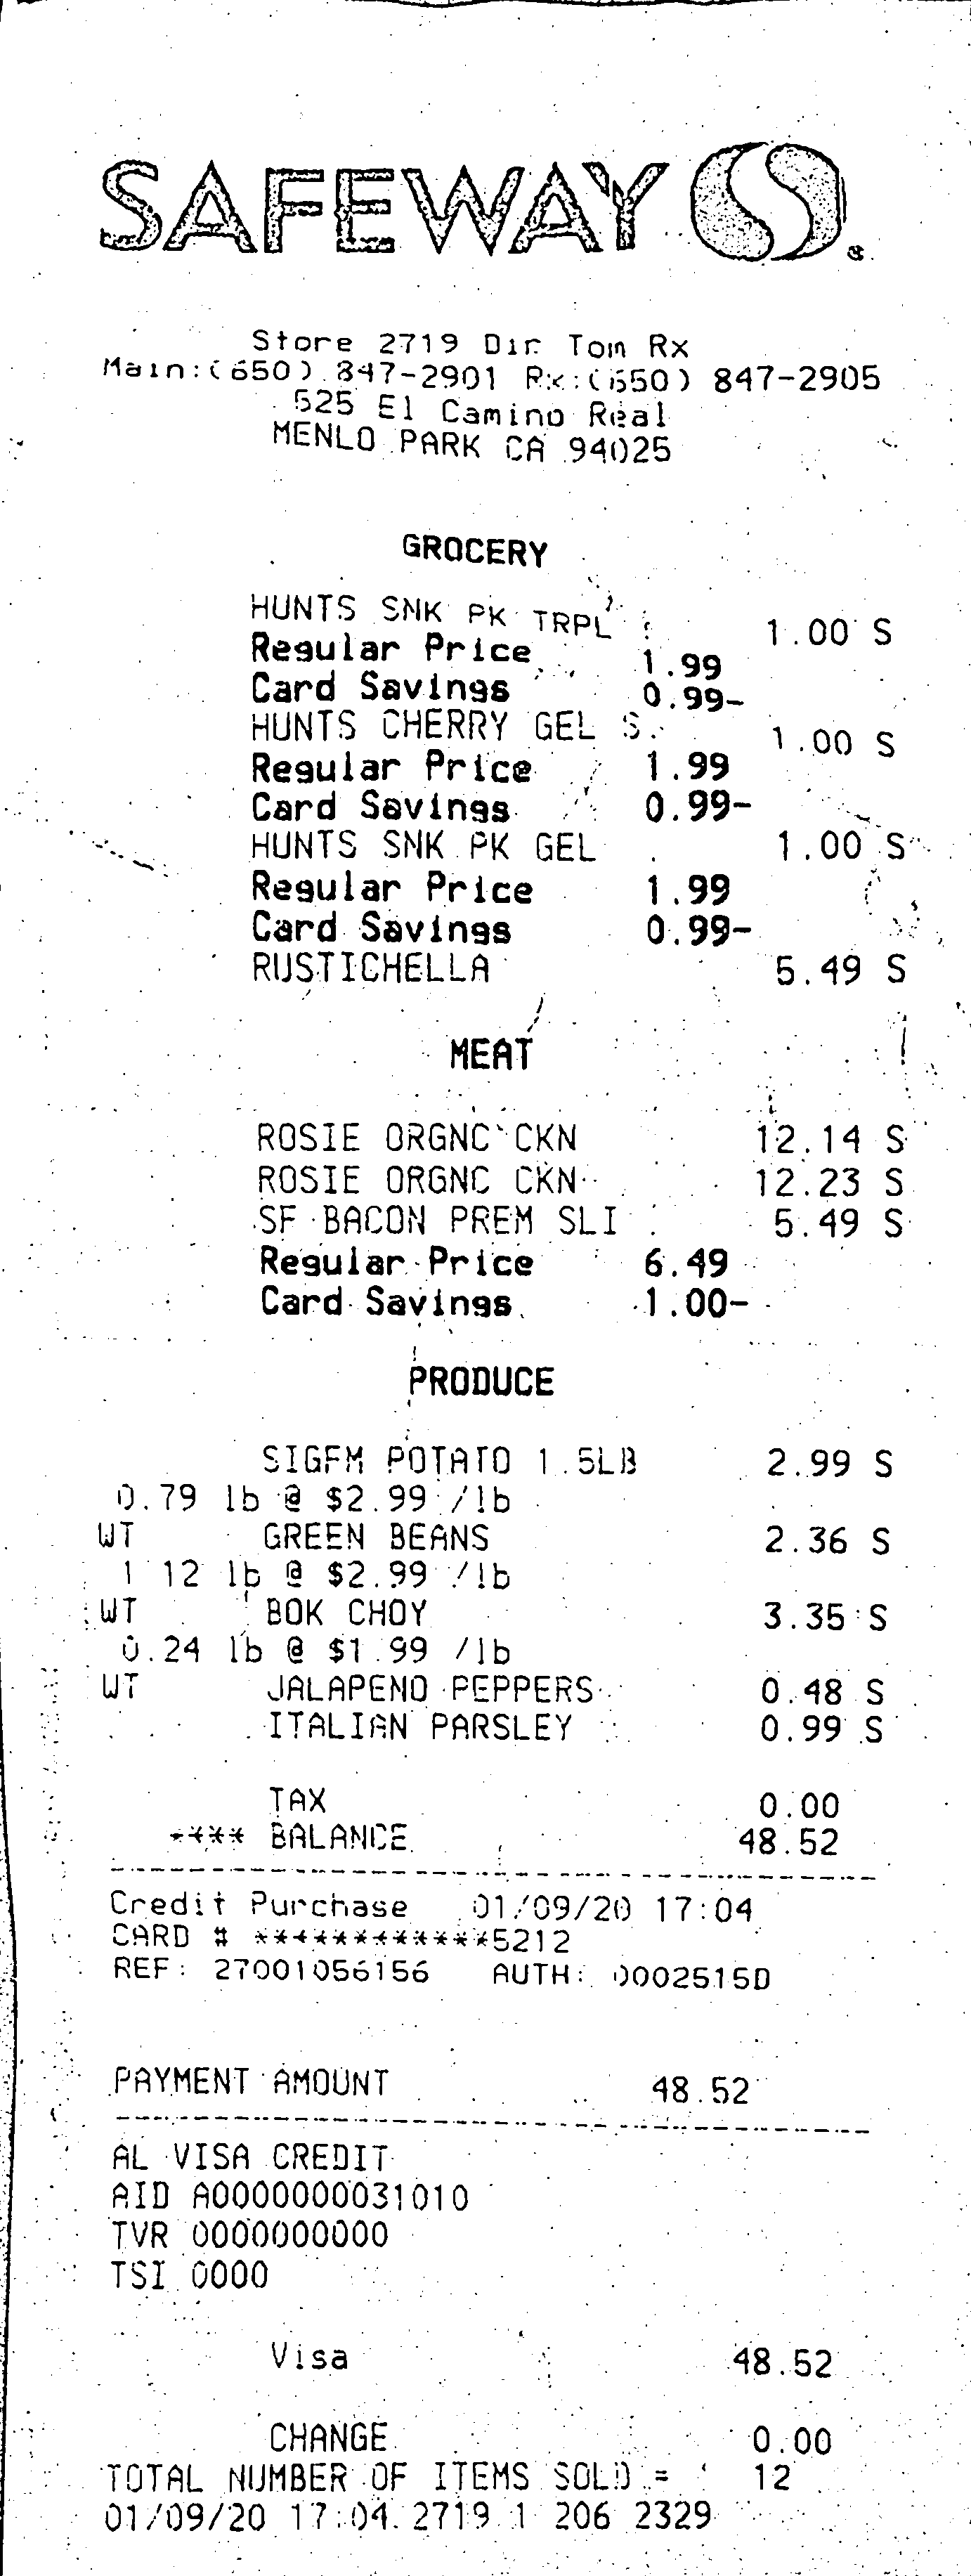 SAFEWAY
Store 2719 Dir Tom Rx
Main:(650) 847-2901 Rx:(650) 847-2905
525 El Camino Real
MENLO PARK CA 94025
GROCERY
HUNTS SNK PK TRPL 1.00 S
Regular Price 1.99
Card Savings 0.99-
HUNTS CHERRY GEL S 1.00 S
Regular Price 1.99
Card Savings 0.99-
HUNTS SNK PK GEL 1.00 S
Regular Price 1.99
Card Savings 0.99-
RUSTICHELLA 5.49 S
MEAT
ROSIE ORGNC CKN 12.14 S
ROSIE ORGNC CKN 12.23 S
SF BACON PREM SLI 5.49 S
Regular Price 6.49
Card Savings 1.00-
PRODUCE
SIGFM POTATO 1.5LB 2.99 S
0.79 lb @ $2.99 /lb
WT GREEN BEANS 2.36 S
1 12 lb @ $2.99 /lb
WT BOK CHOY 3.35 S
0.24 lb @ $1.99 /lb
WT JALAPENO PEPPERS 0.48 S
ITALIAN PARSLEY 0.99 S
TAX 0.00
**** BALANCE 48.52
Credit Purchase 01/09/20 17:04
CARD # ************5212
REF: 27001056156 AUTH: 0002515D
PAYMENT AMOUNT 48.52
AL VISA CREDIT
AID A0000000031010
TVR 0000000000
TSI 0000
Visa 48.52
CHANGE 0.00
TOTAL NUMBER OF ITEMS SOLD = 12
01/09/20 17:04 2719 1 206 2329